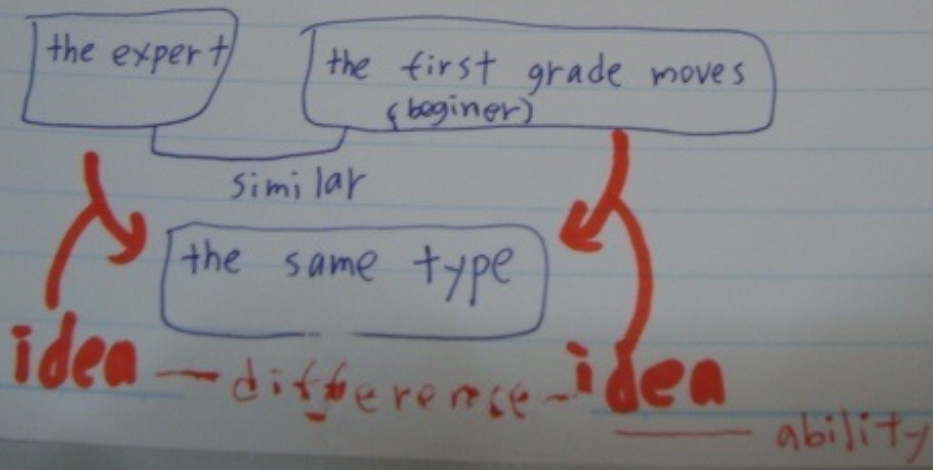 the expert
the first grade moves
(beginer)
similar
the same type
idea – difference – idea
ability